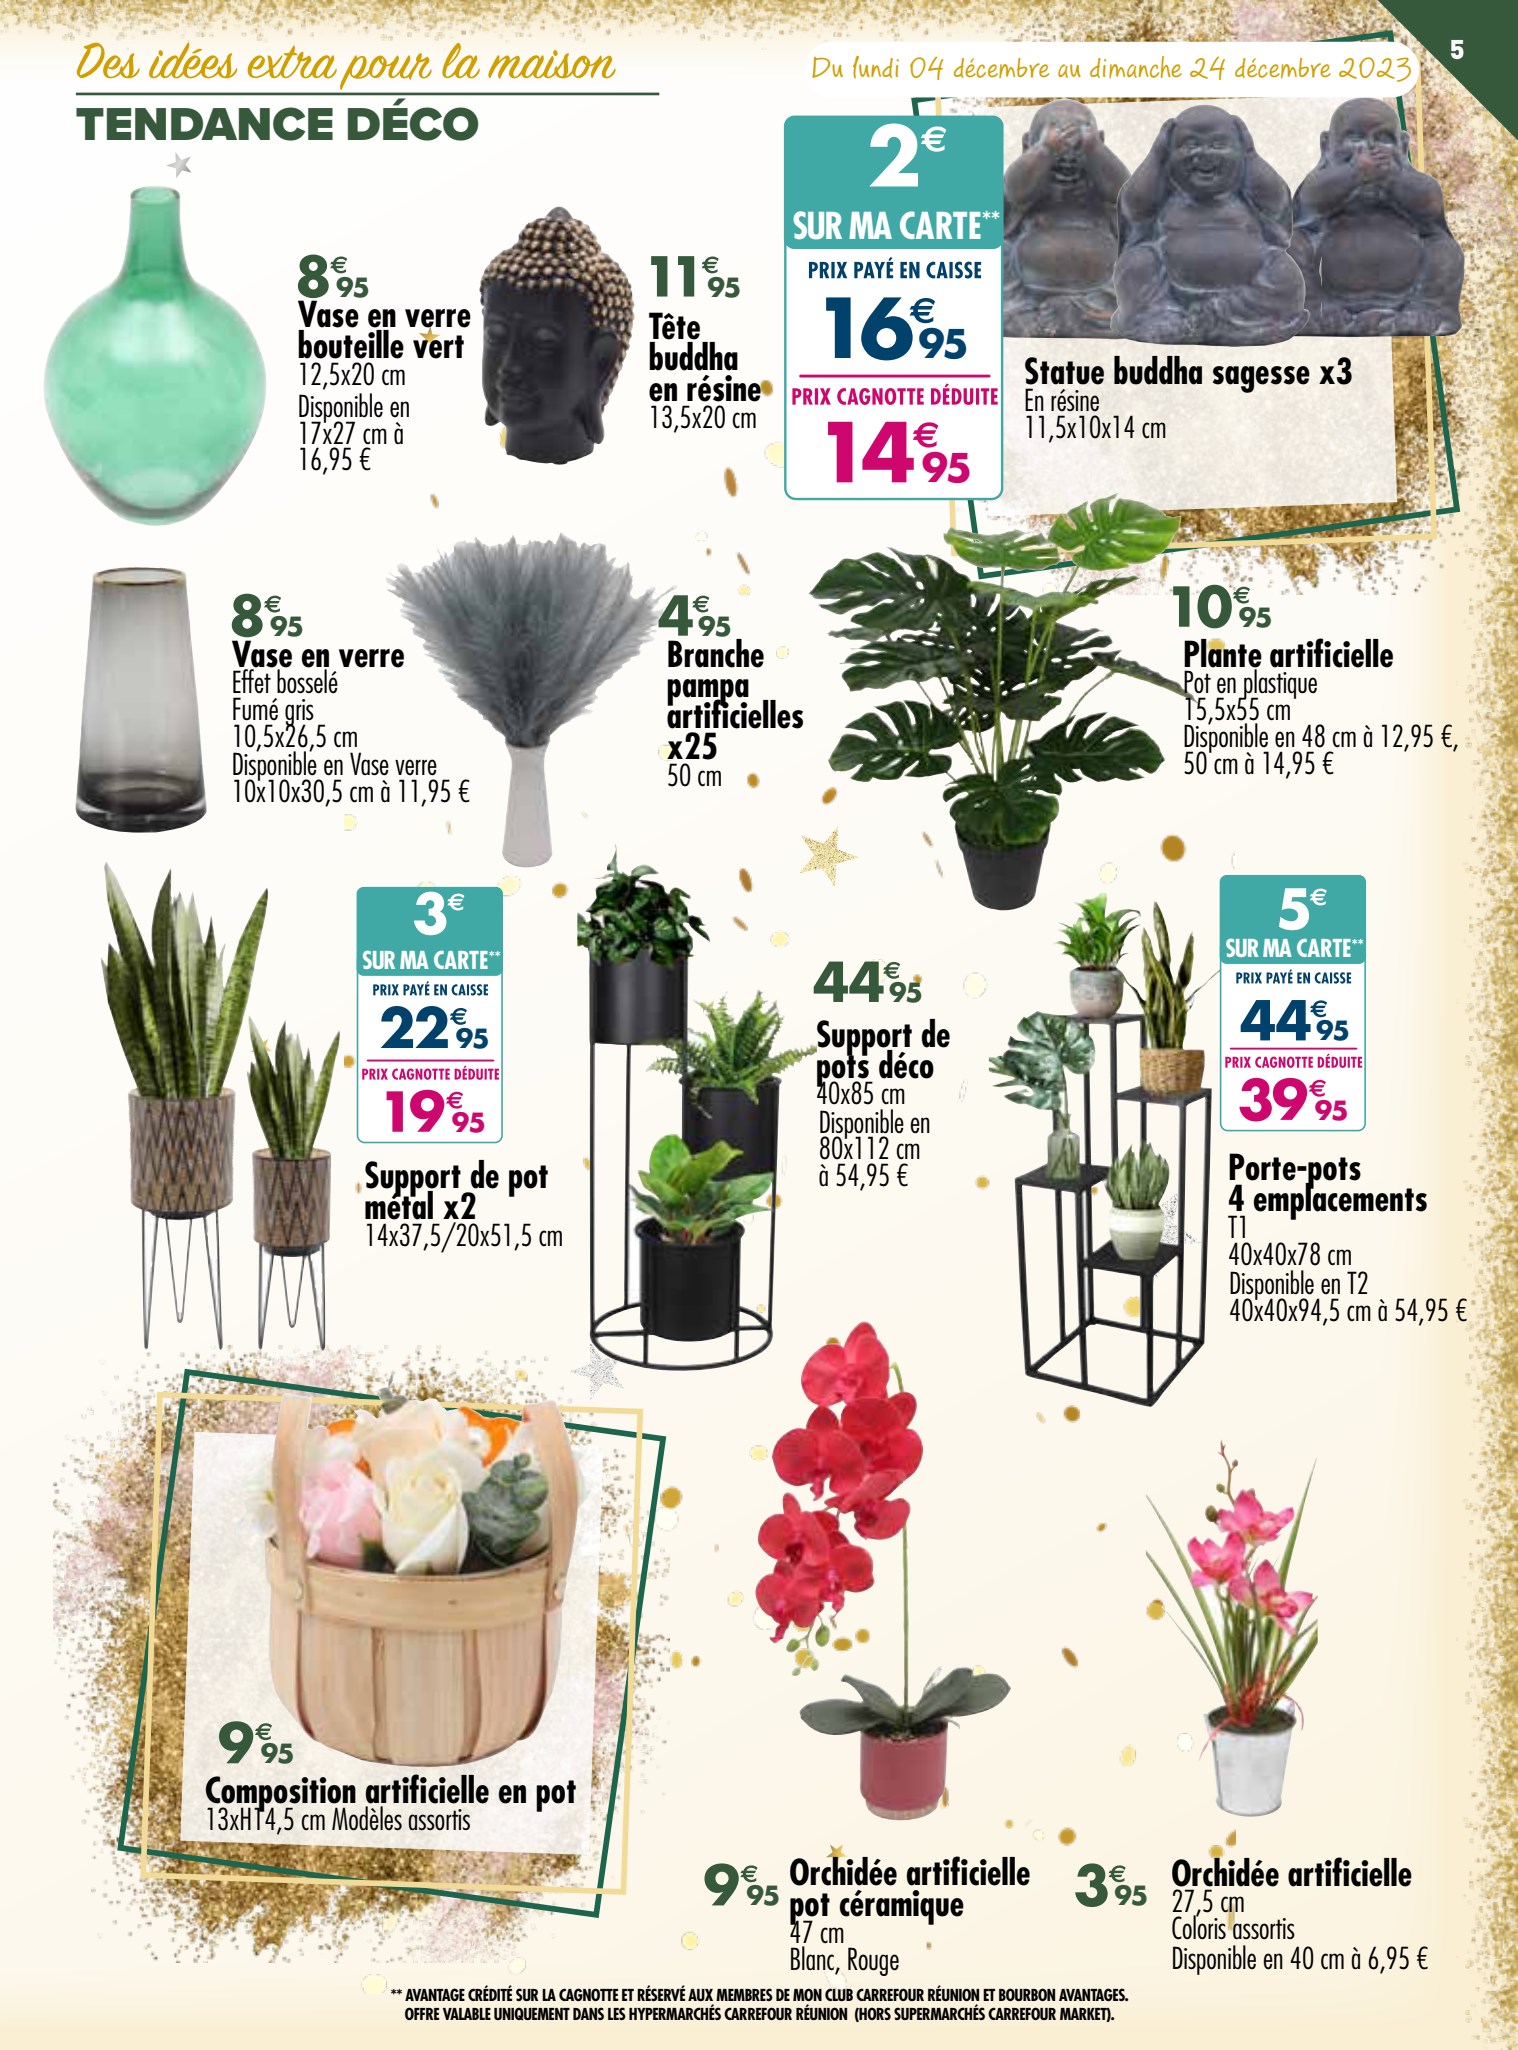 Des idées extra pour la maison
TENDANCE DÉCO
Du lundi 04 décembre au dimanche 24 décembre 2023
5
8€95
Vase en verre
bouteille vert
12,5x20 cm
Disponible en
17x27 cm à
16,95 €
11€95
Tête
buddha
en résine
13,5x20 cm
2€
SUR MA CARTE**
PRIX PAYÉ EN CAISSE
16€95
PRIX CAGNOTTE DÉDUITE
14€95
Statue buddha sagesse x3
En résine
11,5x10x14 cm
8€95
Vase en verre
Effet bosselé
Fumé gris
10,5x26,5 cm
Disponible en Vase verre
10x10x30,5 cm à 11,95 €
4€95
Branche
pampa
artificielles
x25
50 cm
10€95
Plante artificielle
Pot en plastique
15,5x55 cm
Disponible en 48 cm à 12,95 €,
50 cm à 14,95 €
3€
SUR MA CARTE**
PRIX PAYÉ EN CAISSE
22€95
PRIX CAGNOTTE DÉDUITE
19€95
Support de pot
métal x2
14x37,5/20x51,5 cm
44€95
Support de
pots déco
40x85 cm
Disponible en
80x112 cm
à 54,95 €
5€
SUR MA CARTE**
PRIX PAYÉ EN CAISSE
44€95
PRIX CAGNOTTE DÉDUITE
39€95
Porte-pots
4 emplacements
T1
40x40x78 cm
Disponible en T2
40x40x94,5 cm à 54,95 €
9€95
Composition artificielle en pot
13xH14,5 cm Modèles assortis
9€95
Orchidée artificielle
pot céramique
47 cm
Blanc, Rouge
3€95
Orchidée artificielle
27,5 cm
Coloris assortis
Disponible en 40 cm à 6,95 €
** AVANTAGE CRÉDITÉ SUR LA CAGNOTTE ET RÉSERVÉ AUX MEMBRES DE MON CLUB CARREFOUR RÉUNION ET BOURBON AVANTAGES.
OFFRE VALABLE UNIQUEMENT DANS LES HYPERMARCHÉS CARREFOUR RÉUNION (HORS SUPERMARCHÉS CARREFOUR MARKET).